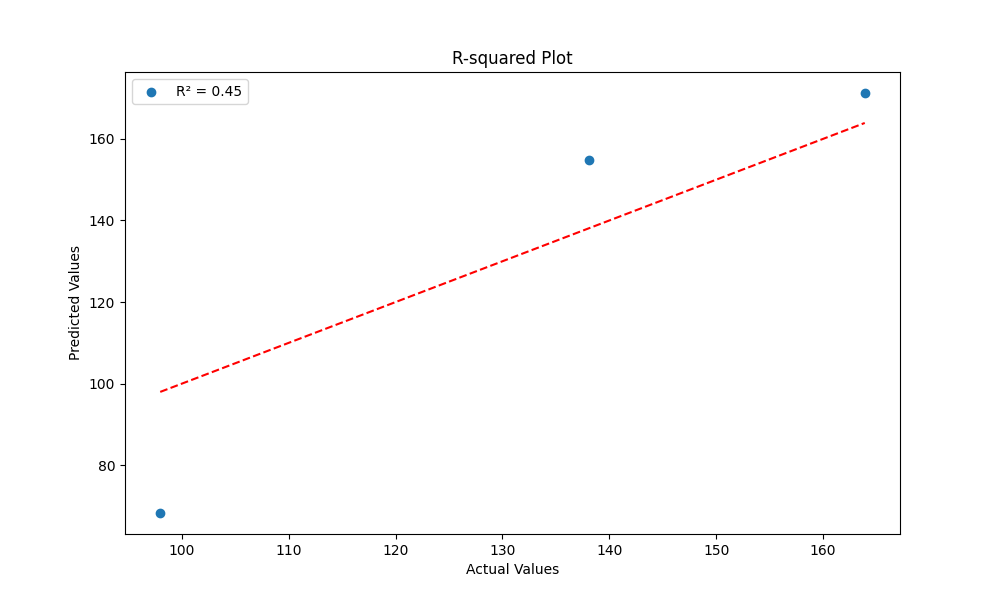 R-squared Plot
R² = 0.45
160
140
120
100
80
Predicted Values
100 110 120 130 140 150 160
Actual Values